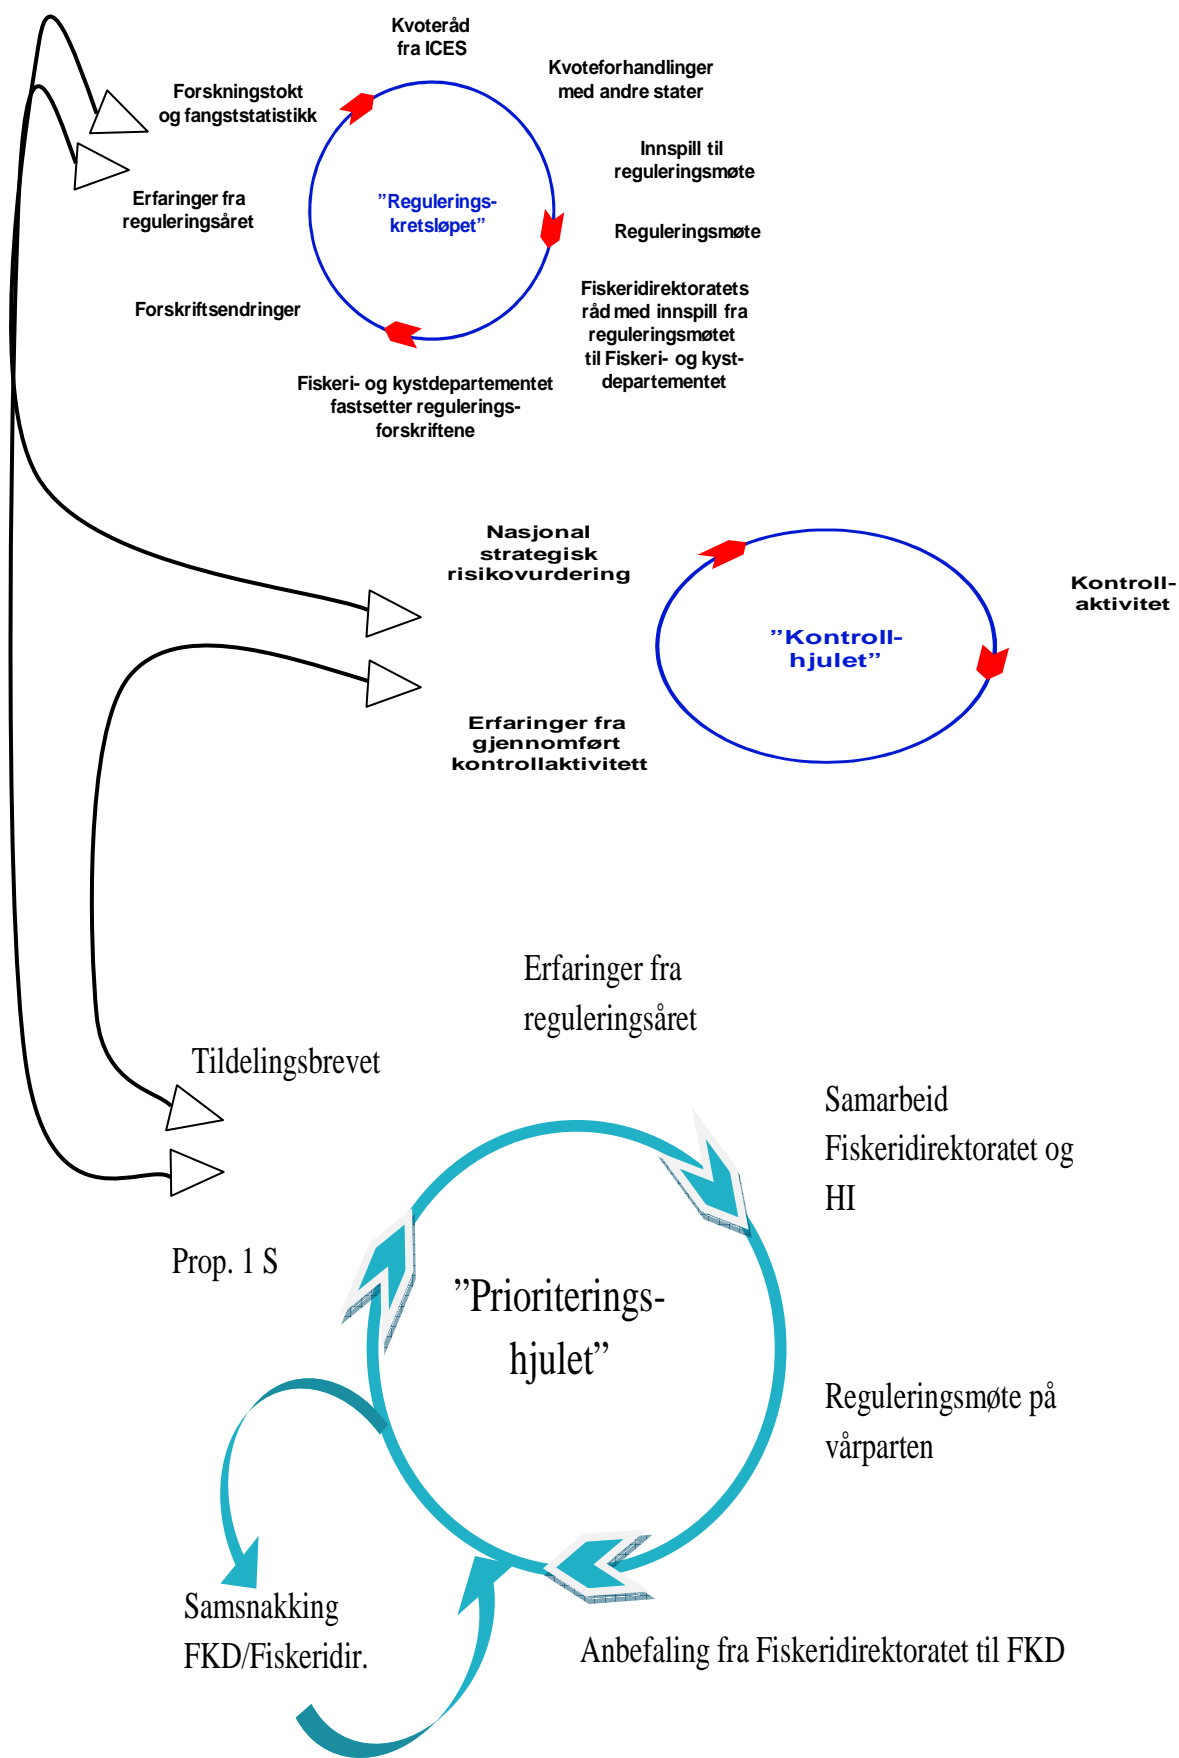 Kvoteråd
fra ICES
Kvoteforhandlinger
med andre stater
Forskningstokt
og fangststatistikk
Innspill til
reguleringsmøte
Erfaringer fra
reguleringsåret
”Regulerings-
kretsløpet”
Reguleringsmøte
Forskriftsendringer
Fiskeridirektoratets
råd med innspill fra
reguleringsmøtet
til Fiskeri- og kyst-
departementet
Fiskeri- og kystdepartementet
fastsetter regulerings-
forskriftene
Nasjonal
strategisk
risikovurdering
Kontroll-
aktivitet
”Kontroll-
hjulet”
Erfaringer fra
gjennomført
kontrollaktivitett
Erfaringer fra
reguleringsåret
Tildelingsbrevet
Samarbeid
Fiskeridirektoratet og
HI
Prop. 1 S
”Prioriterings-
hjulet”
Reguleringsmøte på
vårparten
Samsnakking
FKD/Fiskeridir.
Anbefaling fra Fiskeridirektoratet til FKD